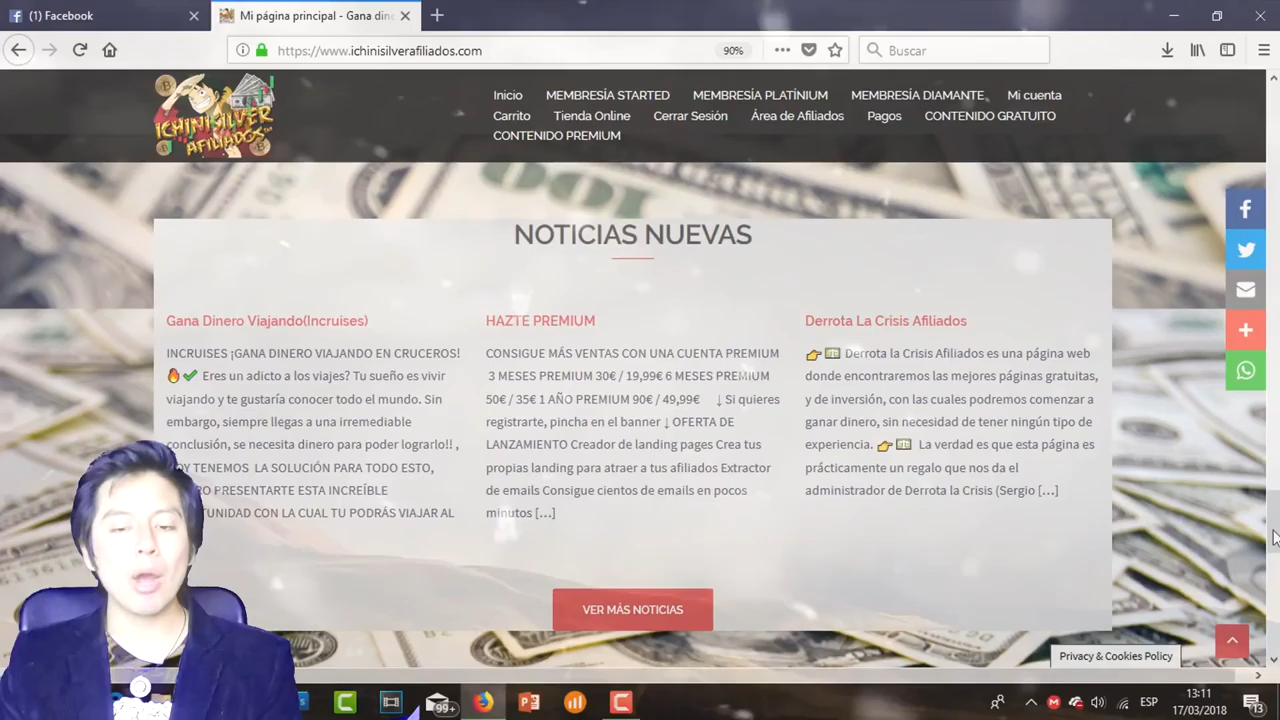 (1) Facebook
Mi página principal - Gana din
https://www.ichinisilverafiliados.com
90%
Buscar
ICHINISILVER
AFILIADOS
Inicio MEMBRESÍA STARTED MEMBRESÍA PLATÍNIUM MEMBRESÍA DIAMANTE Mi cuenta
Carrito Tienda Online Cerrar Sesión Área de Afiliados Pagos CONTENIDO GRATUITO
CONTENIDO PREMIUM
NOTICIAS NUEVAS
Gana Dinero Viajando(Incruises)
INCRUISES ¡GANA DINERO VIAJANDO EN CRUCEROS!
🔥✔ Eres un adicto a los viajes? Tu sueño es vivir
viajando y te gustaría conocer todo el mundo. Sin
embargo, siempre llegas a una irremediable
conclusión, se necesita dinero para poder lograrlo!! ,
OY TENEMOS LA SOLUCIÓN PARA TODO ESTO,
RO PRESENTARTE ESTA INCREÍBLE
TUNIDAD CON LA CUAL TU PODRÁS VIAJAR AL
HAZTE PREMIUM
CONSIGUE MÁS VENTAS CON UNA CUENTA PREMIUM
3 MESES PREMIUM 30€ / 19,99€ 6 MESES PREMIUM
50€ / 35€ 1 AÑO PREMIUM 90€ / 49,99€ ↓ Si quieres
registrarte, pincha en el banner ↓ OFERTA DE
LANZAMIENTO Creador de landing pages Crea tus
propias landing para atraer a tus afiliados Extractor
de emails Consigue cientos de emails en pocos
minutos […]
Derrota La Crisis Afiliados
👉💵 Derrota la Crisis Afiliados es una página web
donde encontraremos las mejores páginas gratuitas,
y de inversión, con las cuales podremos comenzar a
ganar dinero, sin necesidad de tener ningún tipo de
experiencia. 👉💵 La verdad es que esta página es
prácticamente un regalo que nos da el
administrador de Derrota la Crisis (Sergio […]
VER MÁS NOTICIAS
Privacy & Cookies Policy
99+
ESP
13:11
17/03/2018
13